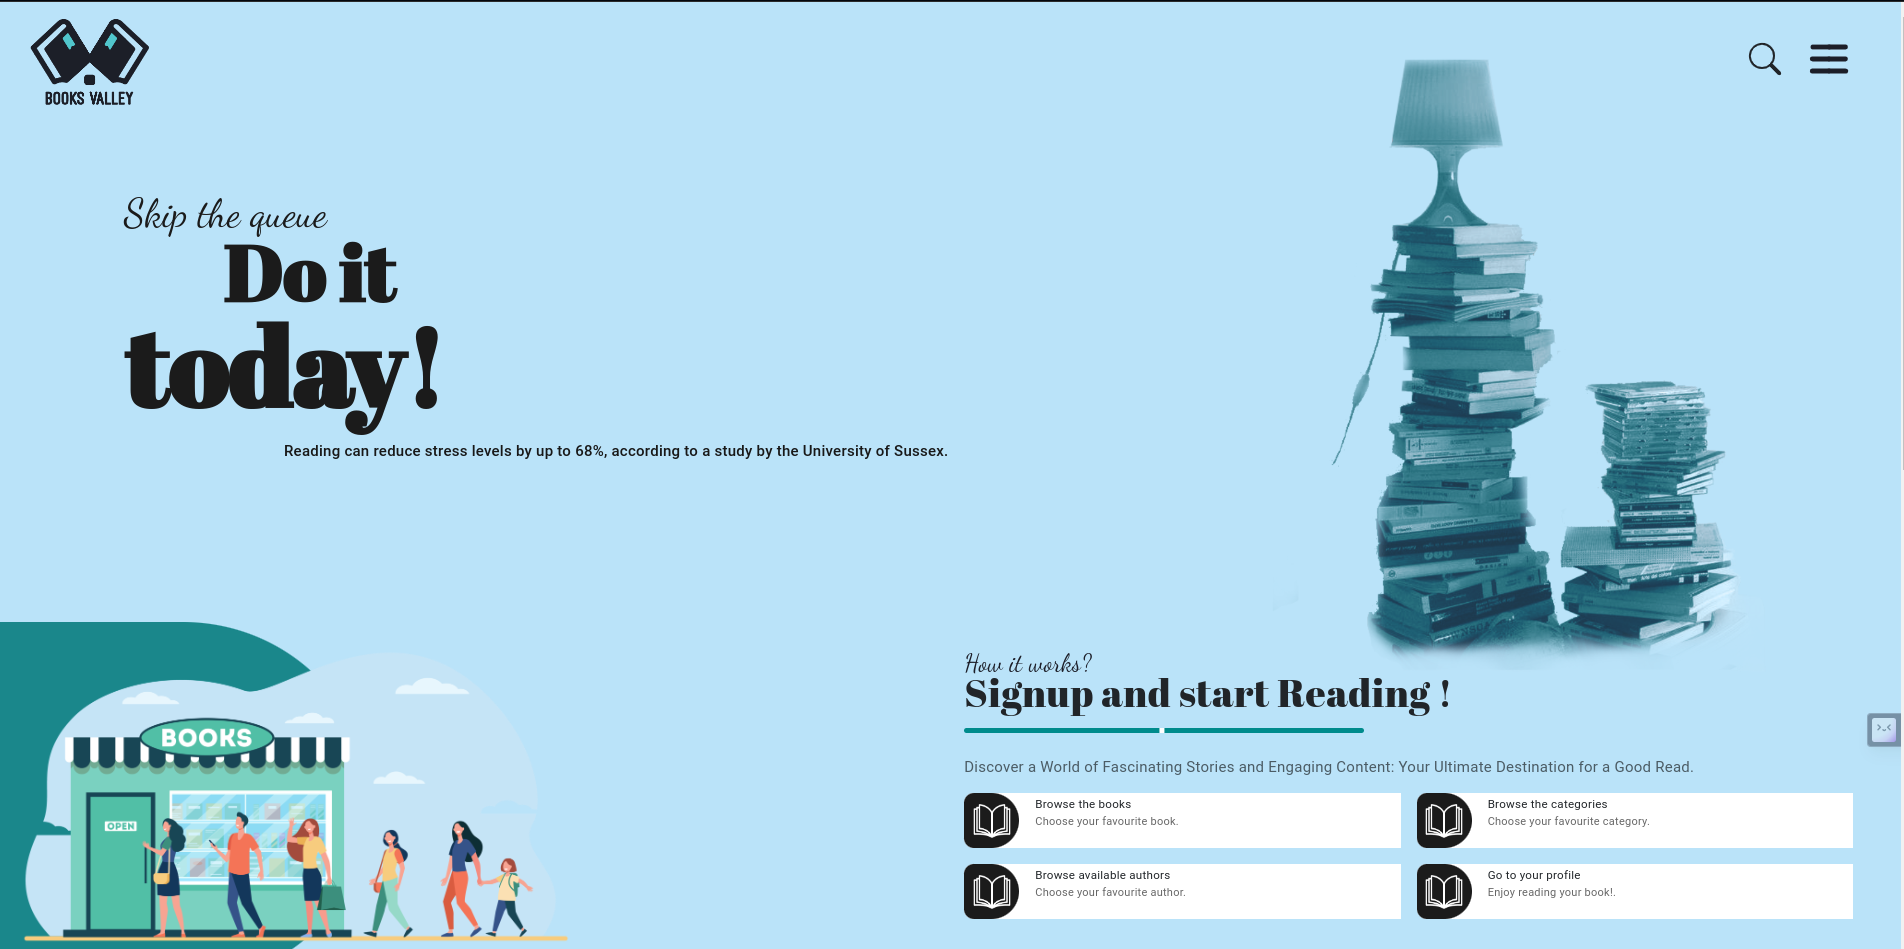 BOOKS VALLEY
Skip the queue
Do it
today!
Reading can reduce stress levels by up to 68%, according to a study by the University of Sussex.
BOOKS
OPEN
How it works?
Signup and start Reading !
Discover a World of Fascinating Stories and Engaging Content: Your Ultimate Destination for a Good Read.
Browse the books
Choose your favourite book.
Browse the categories
Choose your favourite category.
Browse available authors
Choose your favourite author.
Go to your profile
Enjoy reading your book!.